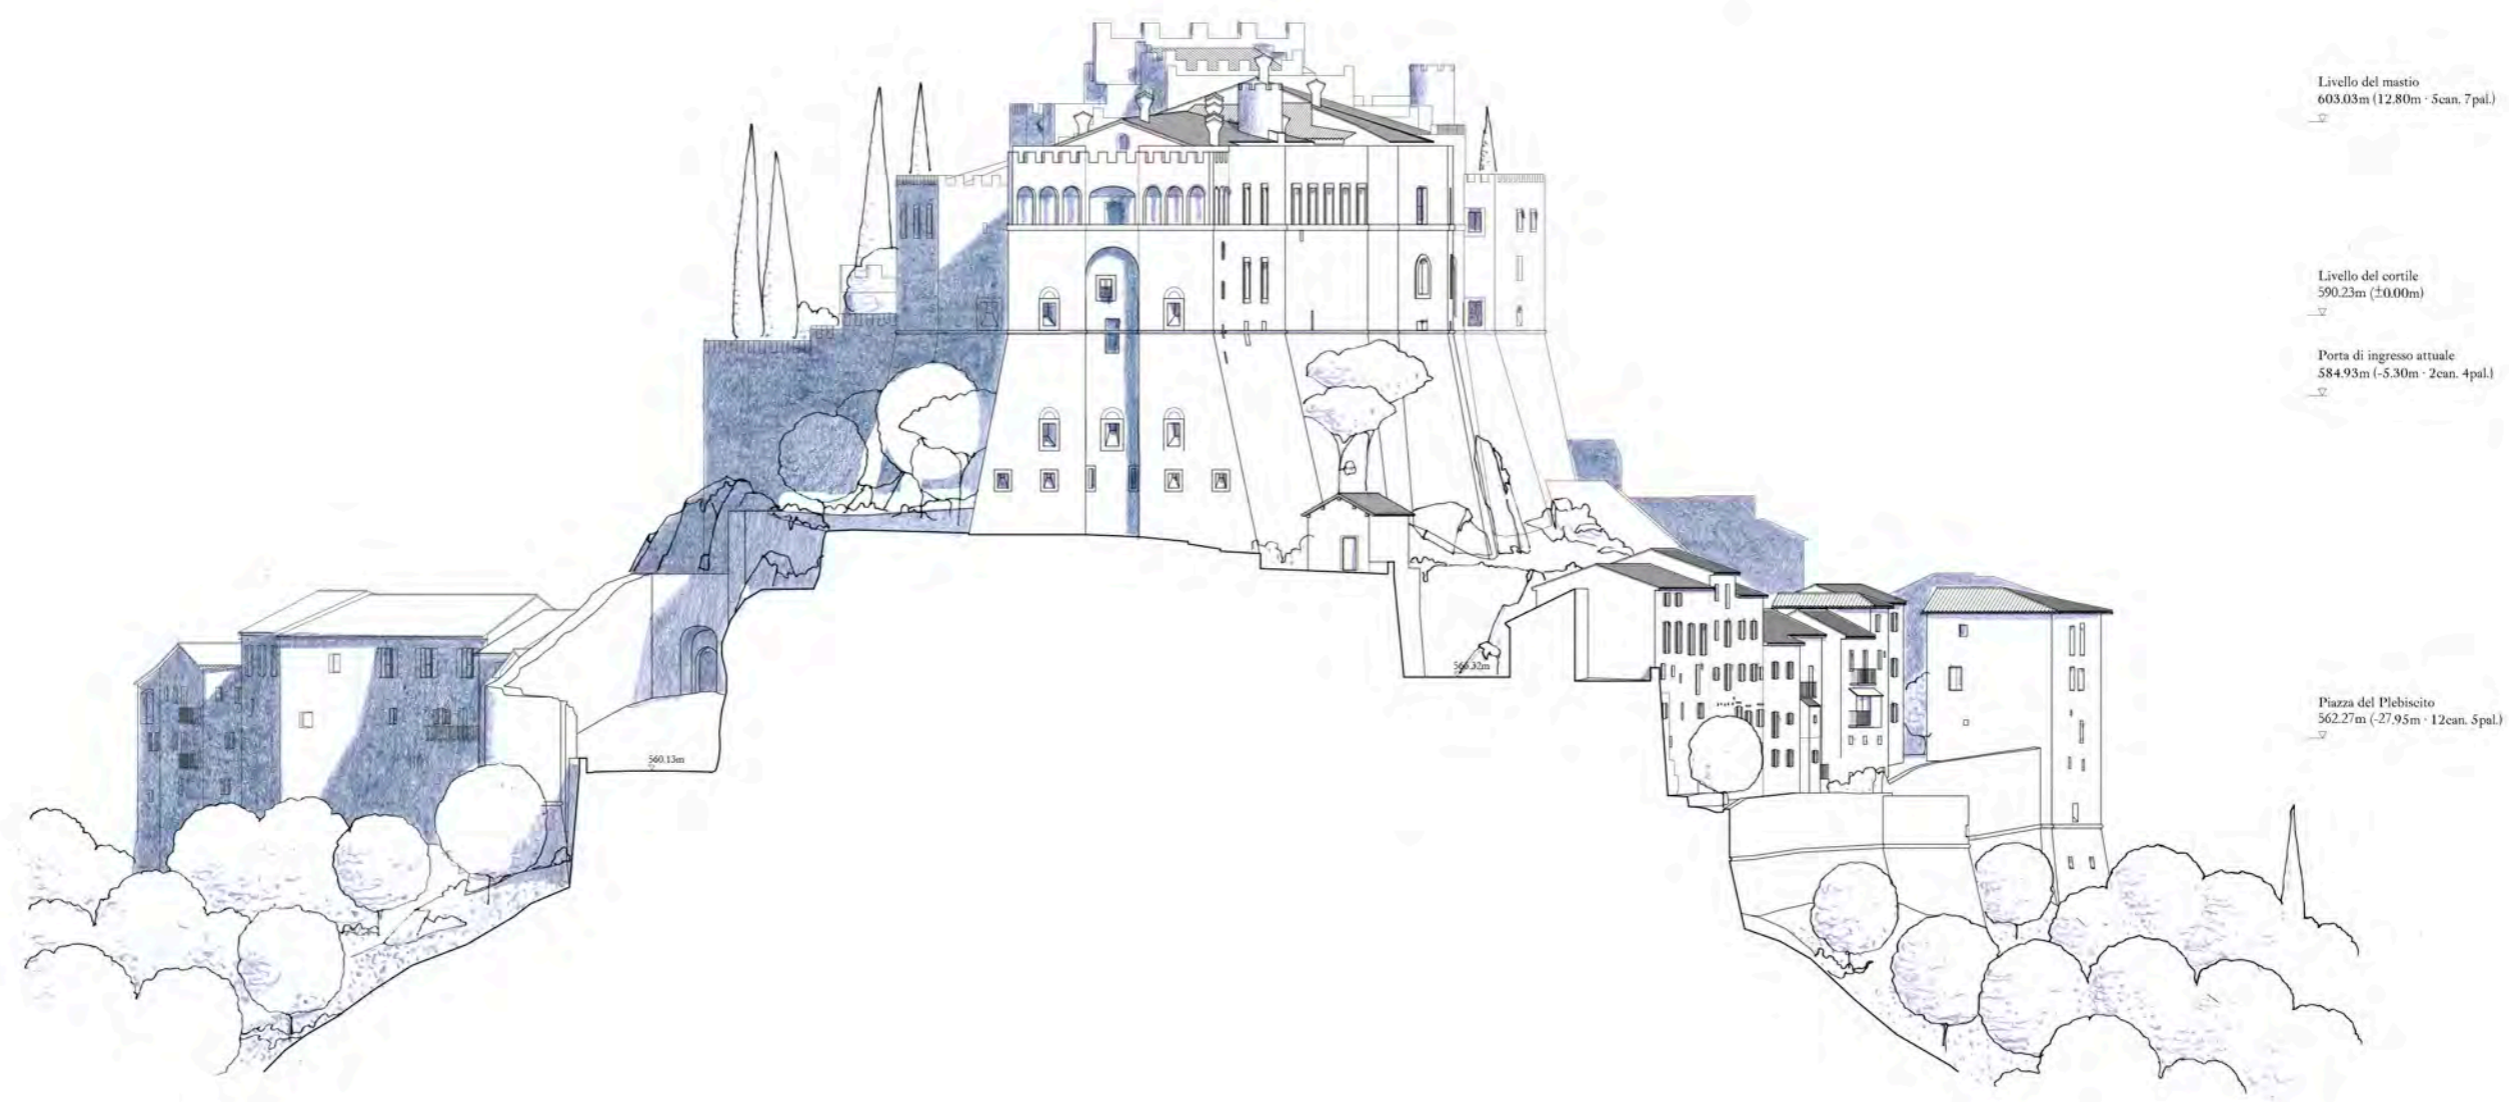 Livello del mastio
603.03m (12.80m · 5can. 7pal.)
Livello del cortile
590.23m (±0.00m)
Porta di ingresso attuale
584.93m (-5.30m · 2can. 4pal.)
Piazza del Plebiscito
562.27m (-27.95m · 12can. 5pal.)
560.13m